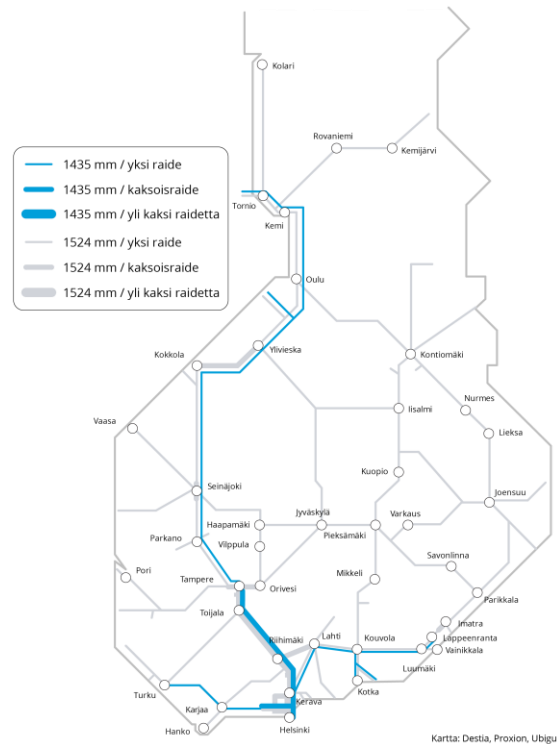 Kolari
Rovaniemi
Kemijärvi
1435 mm / yksi raide
1435 mm / kaksoisraide
1435 mm / yli kaksi raidetta
1524 mm / yksi raide
1524 mm / kaksoisraide
1524 mm / yli kaksi raidetta
Tornio
Kemi
Oulu
Kokkola
Ylivieska
Kontiomäki
Vaasa
Iisalmi
Nurmes
Lieksa
Seinäjoki
Kuopio
Joensuu
Haapamäki
Jyväskylä
Varkaus
Parkano
Vilppula
Pieksämäki
Savonlinna
Pori
Tampere
Orivesi
Mikkeli
Parikkala
Toijala
Imatra
Riihimäki
Lahti
Kouvola
Lappeenranta
Vainikkala
Luumäki
Turku
Karjaa
Kerava
Kotka
Hanko
Helsinki
Kartta: Destia, Proxion, Ubigu